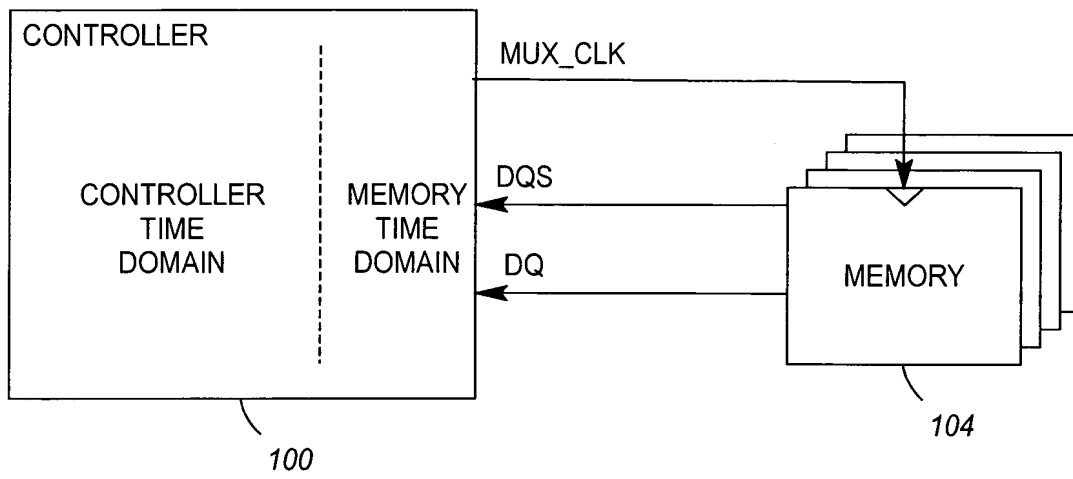 CONTROLLER
MUX_CLK
CONTROLLER
TIME
DOMAIN
MEMORY
TIME
DOMAIN
DQS
DQ
MEMORY
100
104